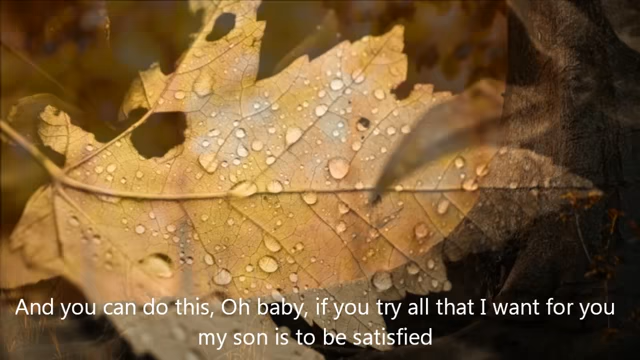 And you can do this, Oh baby, if you try all that I want for you
my son is to be satisfied